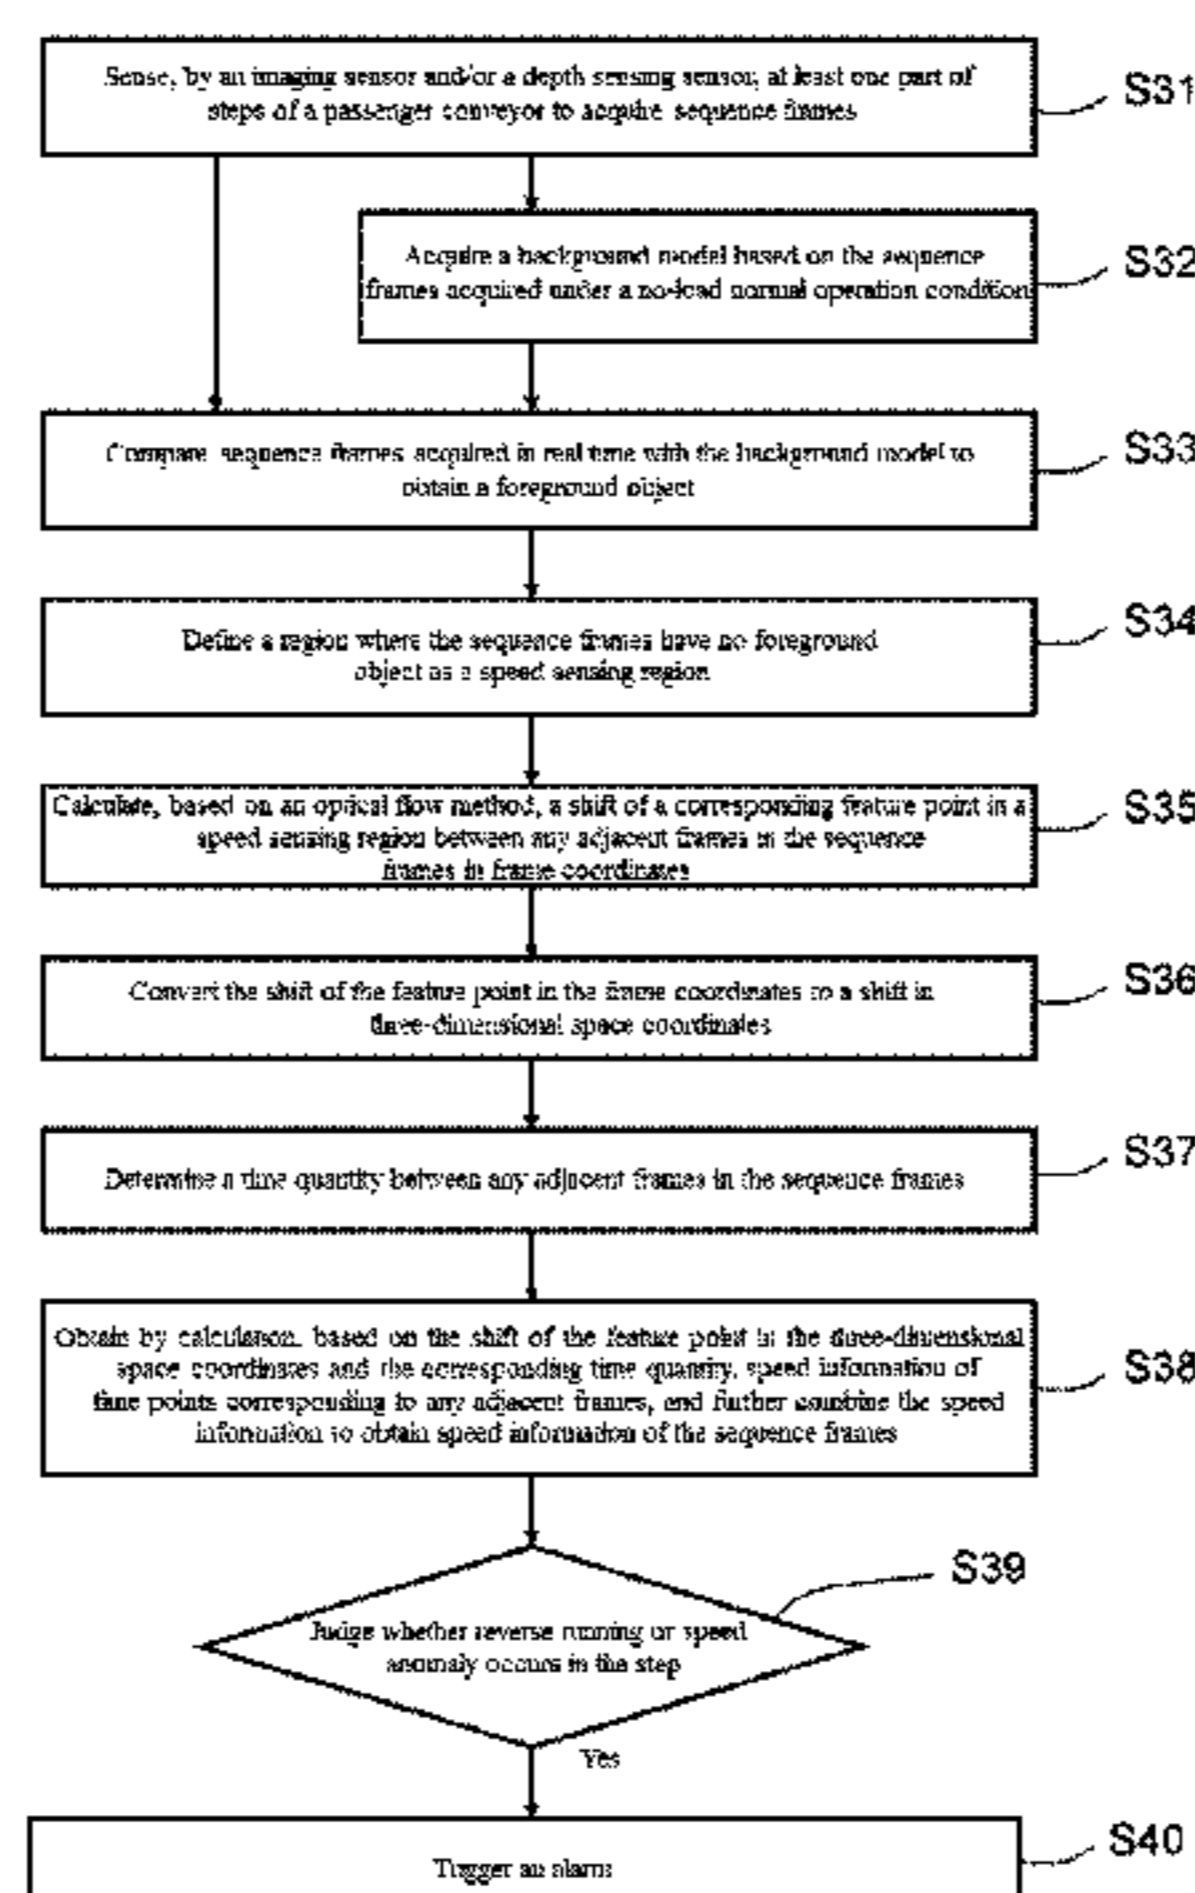 Sense, by an imaging sensor and/or a depth sensing sensor, at least one part of
steps of a passenger conveyor to acquire sequence frames
S31
Acquire a background model based on the sequence
frames acquired under a no-load normal operation condition
S32
Compare sequence frames acquired in real time with the background model to
obtain a foreground object
S33
Define a region where the sequence frames have no foreground
object as a speed sensing region
S34
Calculate, based on an optical flow method, a shift of a corresponding feature point in a
speed sensing region between any adjacent frames in the sequence
frames in frame coordinates
S35
Convert the shift of the feature point in the frame coordinates to a shift in
three-dimensional space coordinates
S36
Determine a time quantity between any adjacent frames in the sequence frames
S37
Obtain by calculation, based on the shift of the feature point in the three-dimensional
space coordinates and the corresponding time quantity, speed information of
time points corresponding to any adjacent frames, and further combine the speed
information to obtain speed information of the sequence frames
S38
Judge whether reverse running or speed
anomaly occurs in the step
S39
Yes
Trigger an alarm
S40